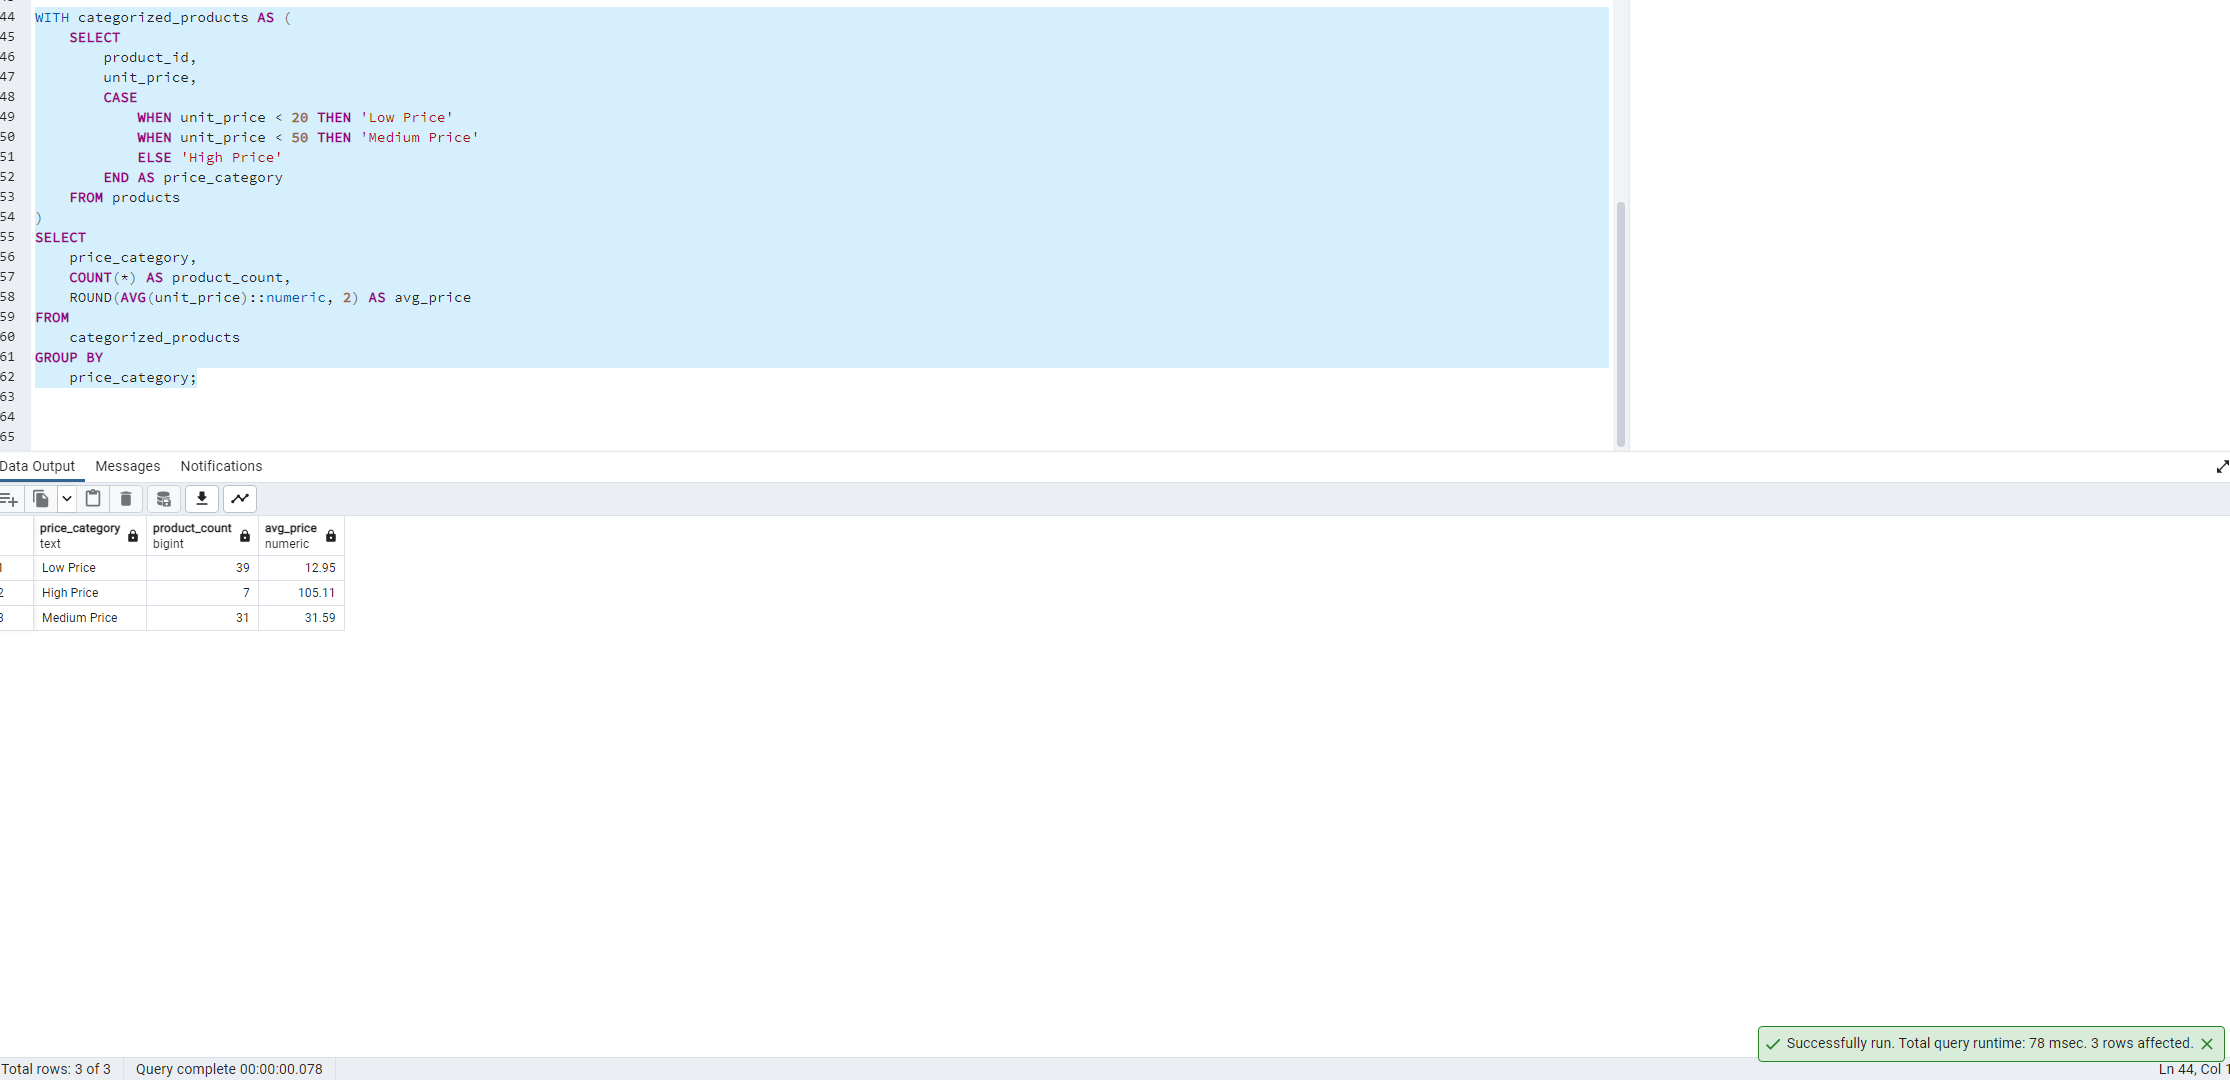 44 WITH categorized_products AS (
45 SELECT
46 product_id,
47 unit_price,
48 CASE
49 WHEN unit_price < 20 THEN 'Low Price'
50 WHEN unit_price < 50 THEN 'Medium Price'
51 ELSE 'High Price'
52 END AS price_category
53 FROM products
54 )
55 SELECT
56 price_category,
57 COUNT(*) AS product_count,
58 ROUND(AVG(unit_price)::numeric, 2) AS avg_price
59 FROM
60 categorized_products
61 GROUP BY
62 price_category;
63
64
65
Data Output Messages Notifications
price_category product_count avg_price
text bigint numeric
1 Low Price 39 12.95
2 High Price 7 105.11
3 Medium Price 31 31.59
Successfully run. Total query runtime: 78 msec. 3 rows affected.
Total rows: 3 of 3 Query complete 00:00:00.078 Ln 44, Col 1